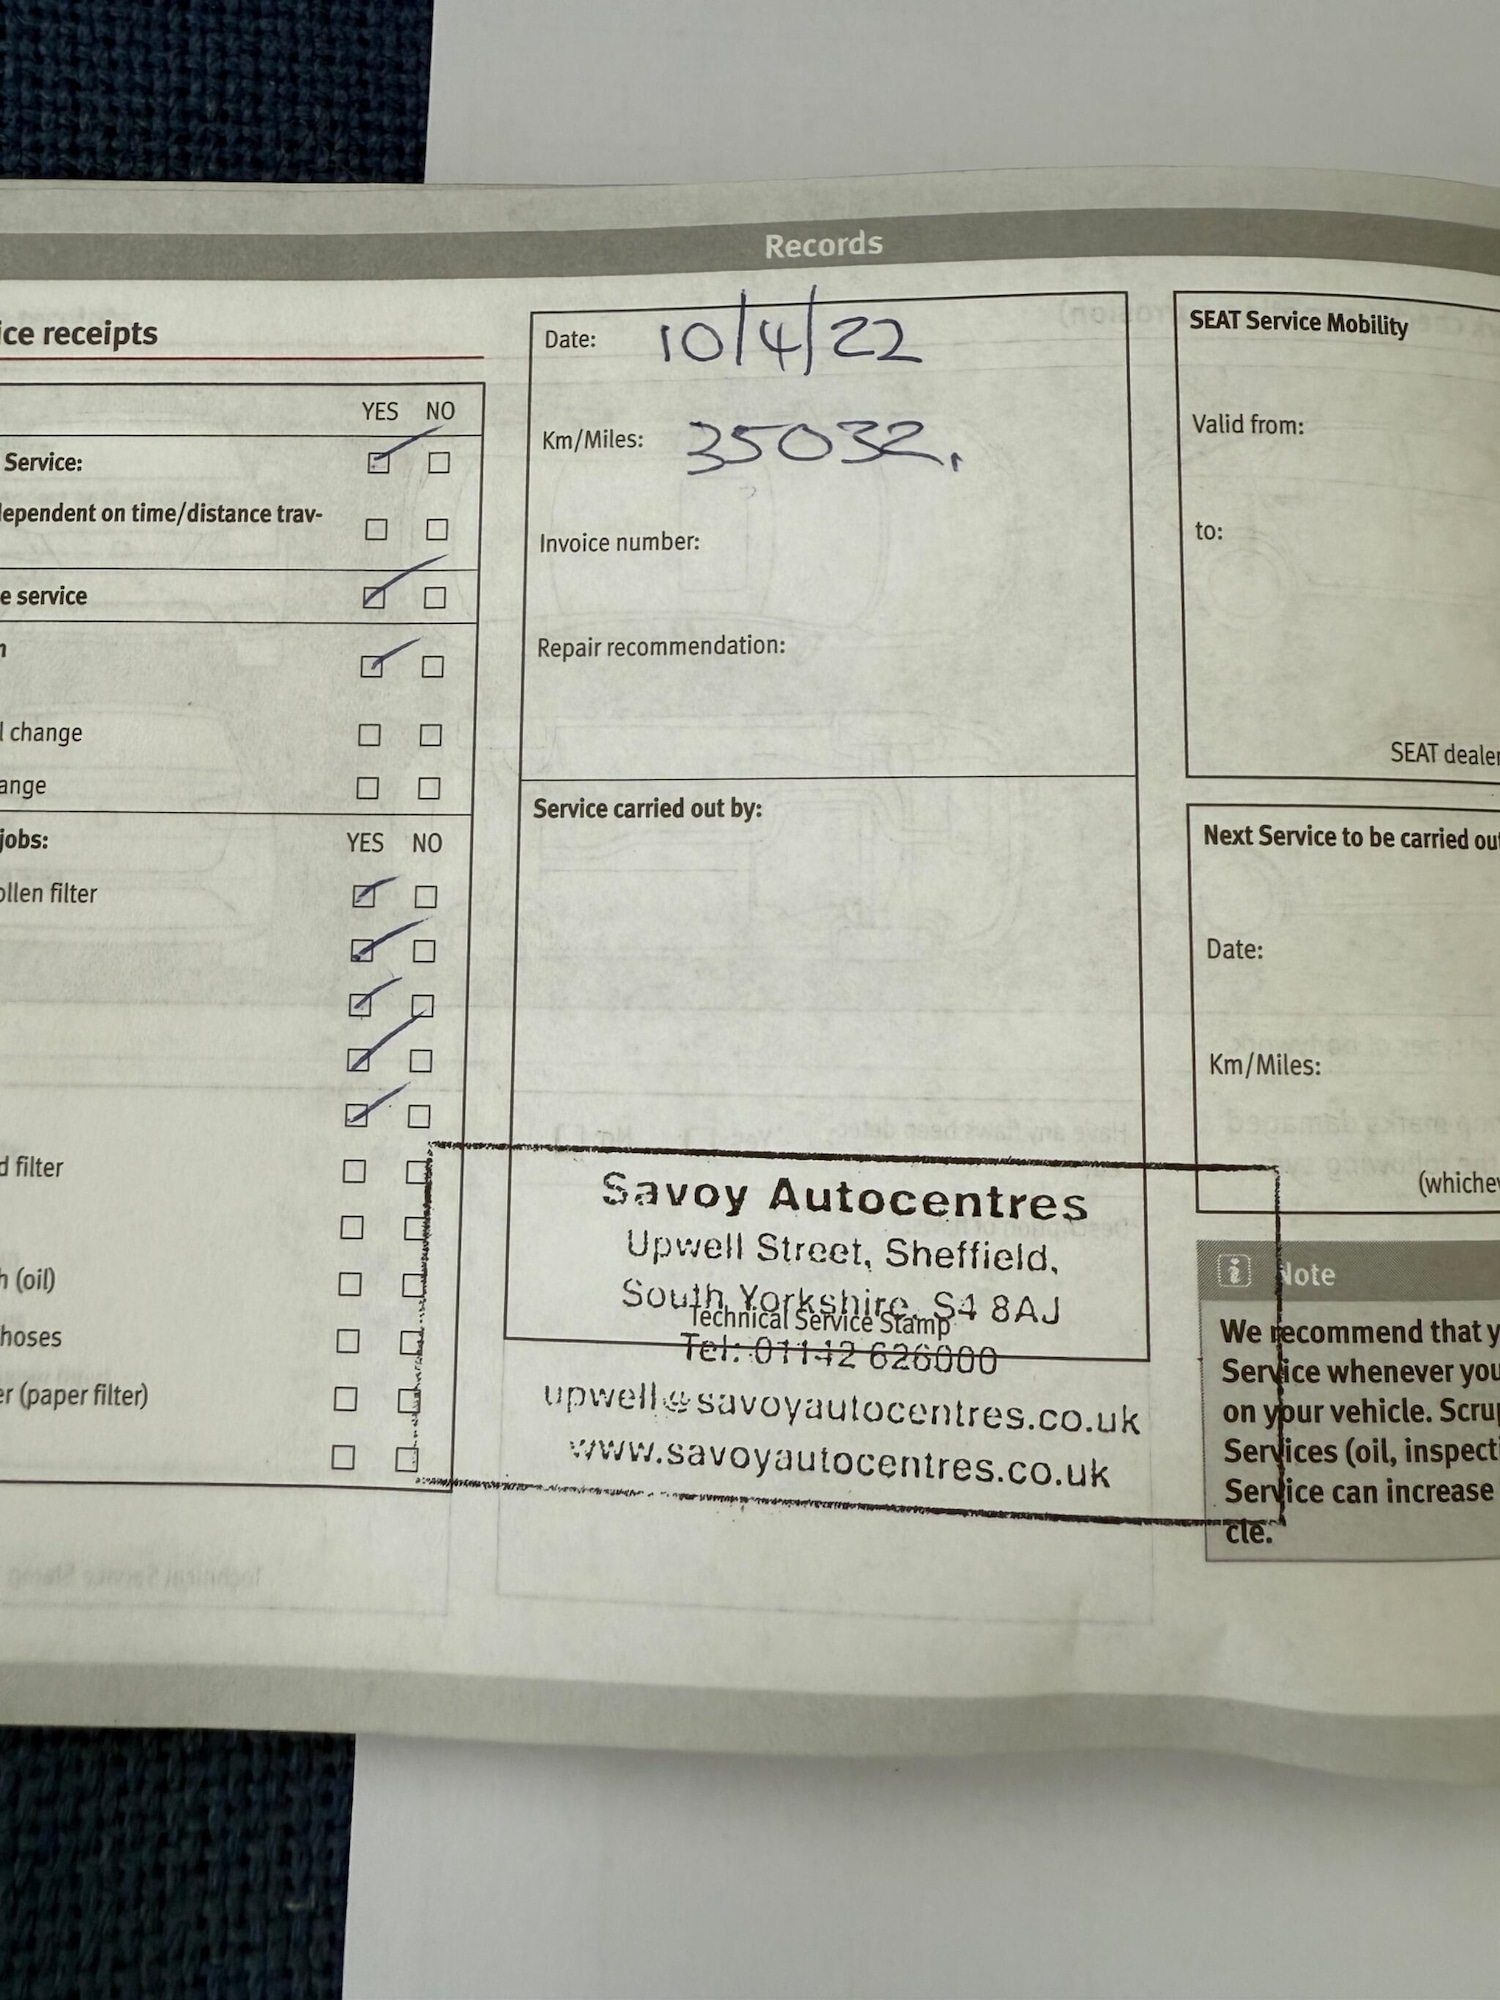 Records
ice receipts
YES NO
Service:
dependent on time/distance trav-
e service
l change
ange
jobs:
YES NO
ollen filter
d filter
h (oil)
hoses
er (paper filter)
Date: 10/4/22
Km/Miles: 35032.
Invoice number:
Repair recommendation:
Service carried out by:
Savoy Autocentres
Upwell Street, Sheffield,
South Yorkshire. S4 8AJ
Technical Service Stamp
Tel: 01142 626000
upwell@savoyautocentres.co.uk
www.savoyautocentres.co.uk
SEAT Service Mobility
Valid from:
to:
SEAT dealer
Next Service to be carried out
Date:
Km/Miles:
(whichev
i Note
We recommend that y
Service whenever you
on your vehicle. Scrup
Services (oil, inspecti
Service can increase
cle.